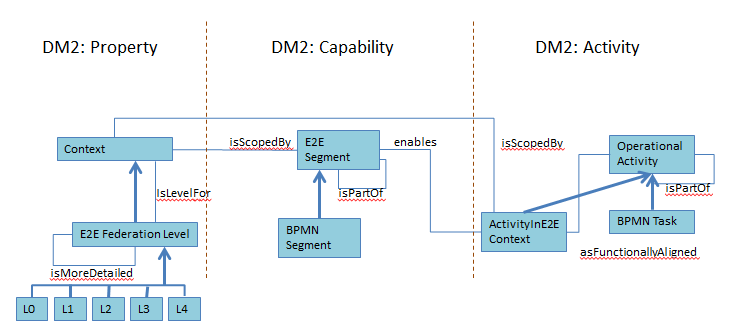 DM2: Property
DM2: Capability
DM2: Activity
Context
isScopedBy
E2E
Segment
enables
isScopedBy
Operational
Activity
isPartOf
isPartOf
IsLevelFor
E2E Federation Level
BPMN
Segment
ActivityInE2E
Context
BPMN Task
asFunctionallyAligned
isMoreDetailed
L0
L1
L2
L3
L4